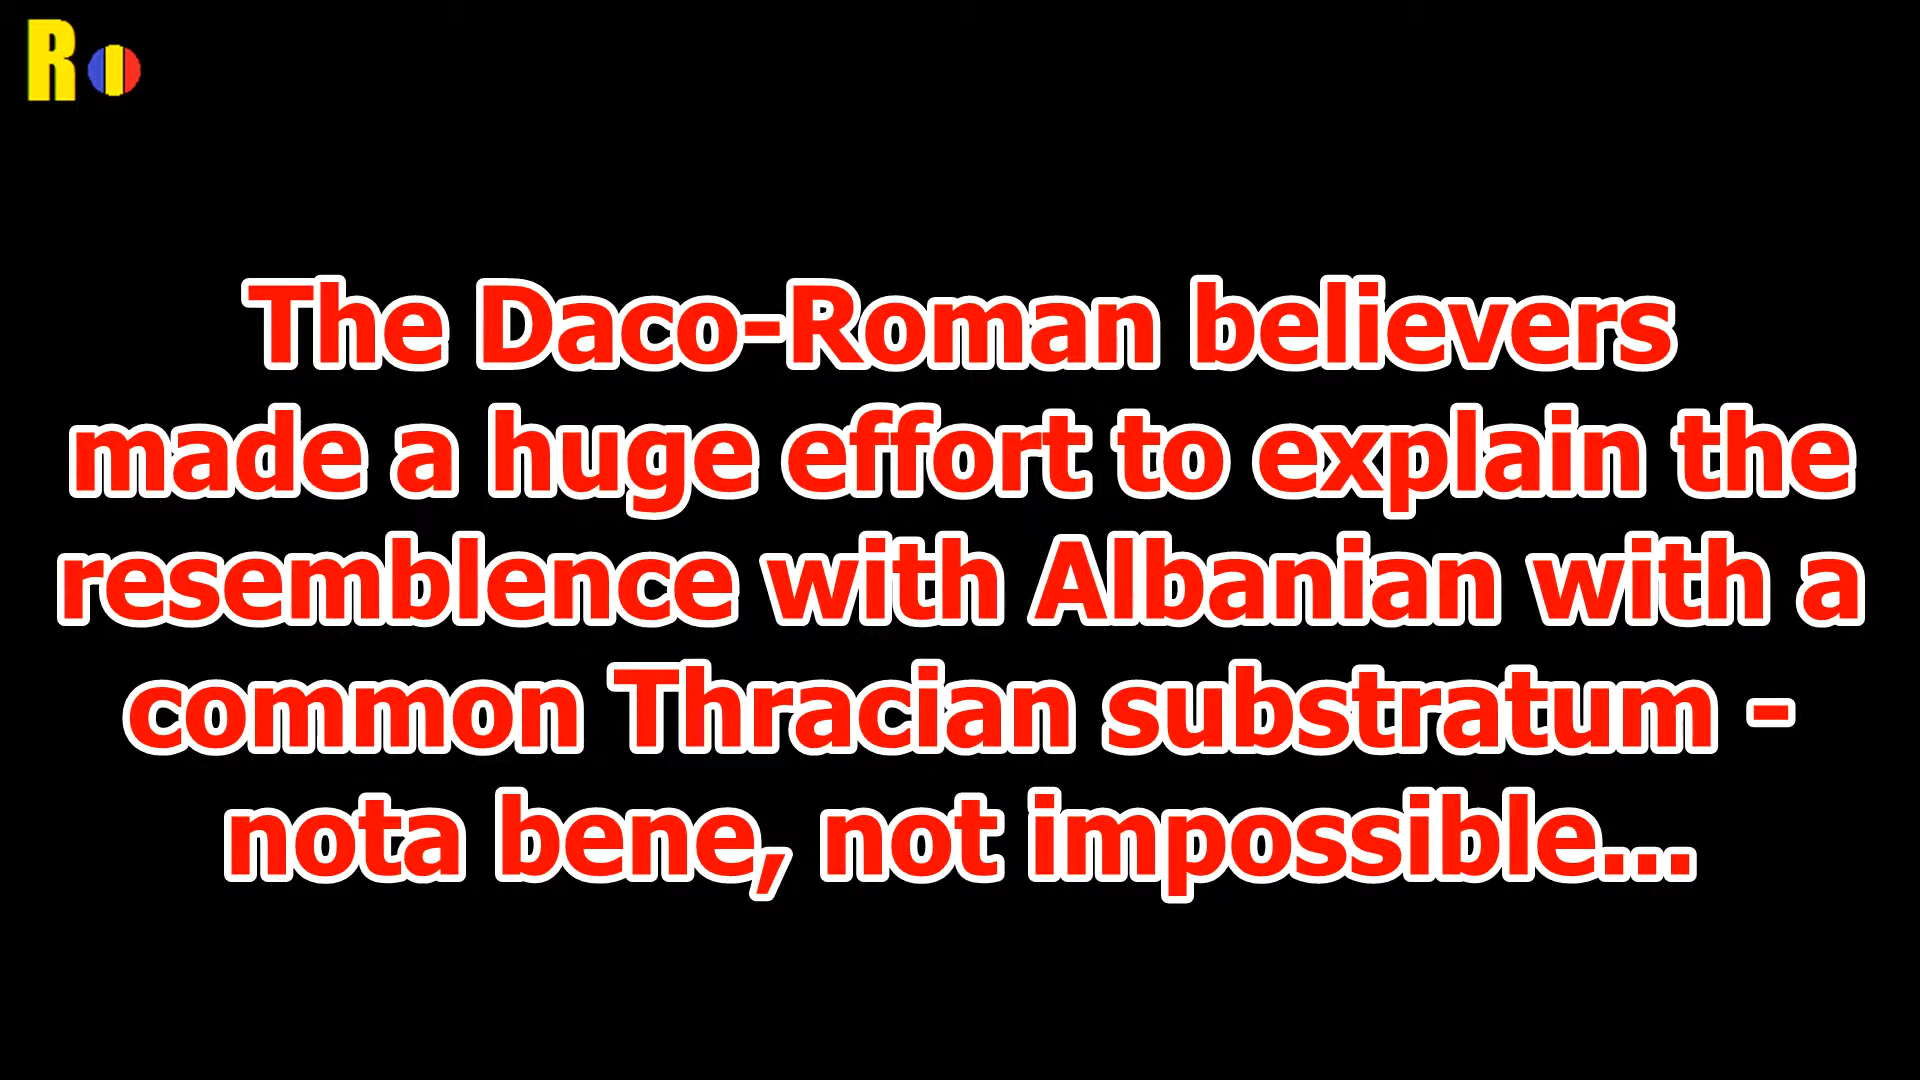 RO
The Daco-Roman believers
made a huge effort to explain the
resemblence with Albanian with a
common Thracian substratum -
nota bene, not impossible...